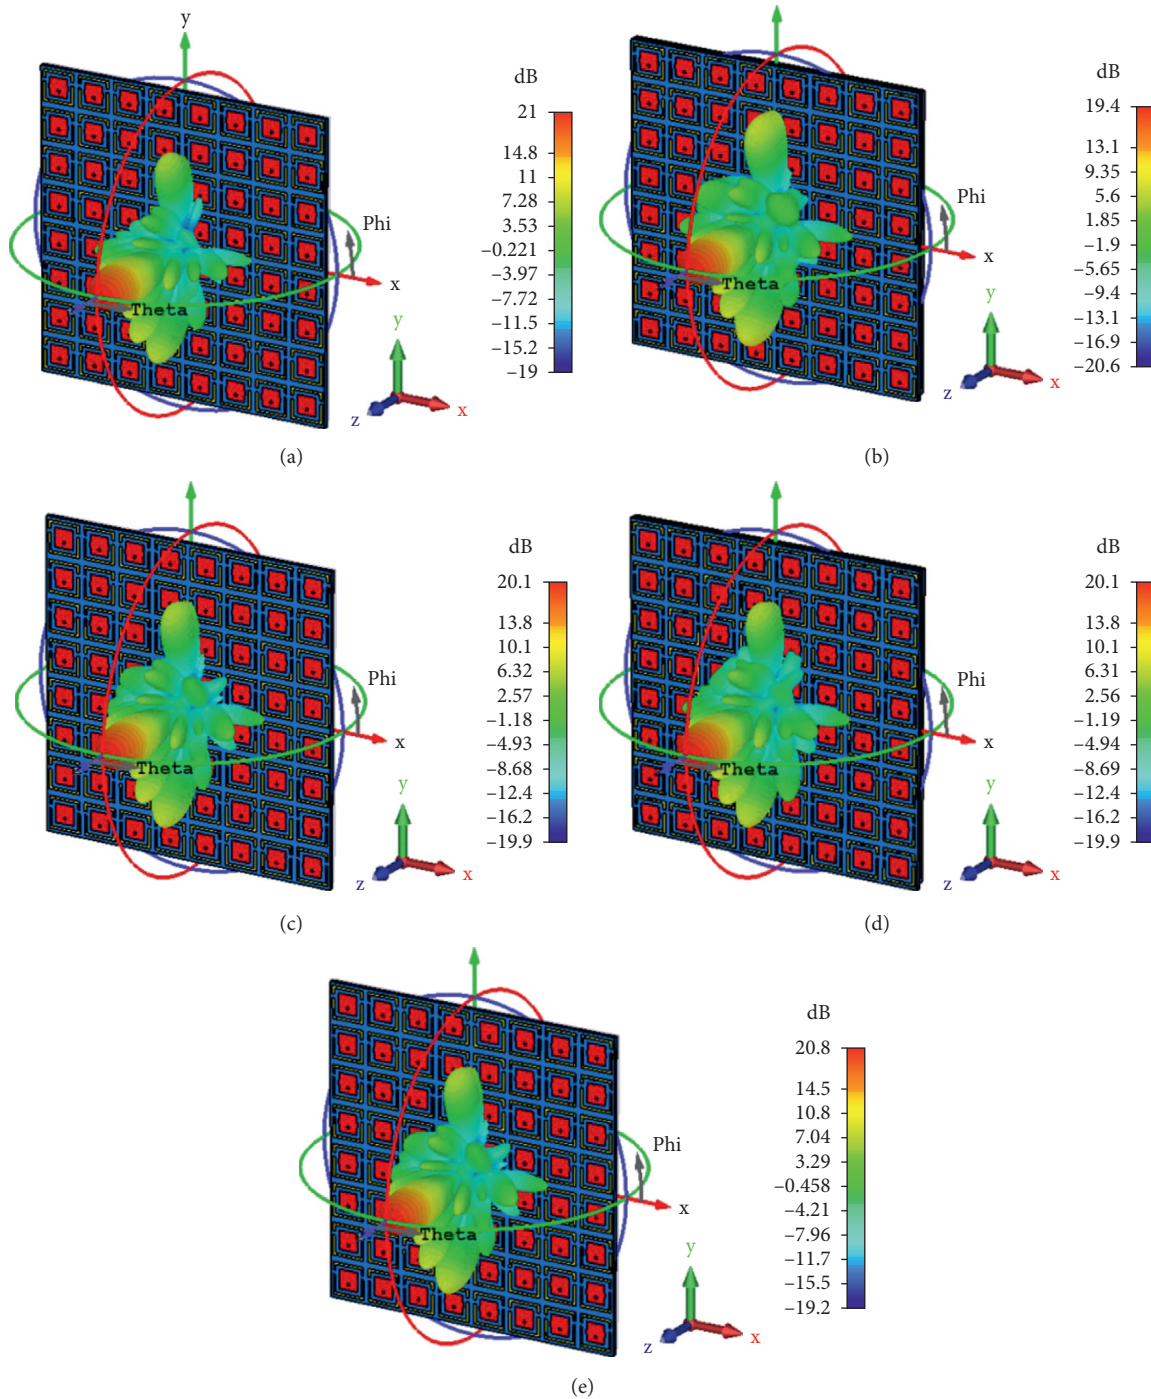 y
dB
21
14.8
11
7.28
3.53
−0.221
−3.97
−7.72
−11.5
−15.2
−19
Phi
x
Theta
y
z
x
(a)
dB
19.4
13.1
9.35
5.6
1.85
−1.9
−5.65
−9.4
−13.1
−16.9
−20.6
Phi
x
Theta
y
z
x
(b)
dB
20.1
13.8
10.1
6.32
2.57
−1.18
−4.93
−8.68
−12.4
−16.2
−19.9
Phi
x
Theta
y
z
x
(c)
dB
20.1
13.8
10.1
6.31
2.56
−1.19
−4.94
−8.69
−12.4
−16.2
−19.9
Phi
x
Theta
y
z
x
(d)
dB
20.8
14.5
10.8
7.04
3.29
−0.458
−4.21
−7.96
−11.7
−15.5
−19.2
Phi
x
Theta
y
z
x
(e)